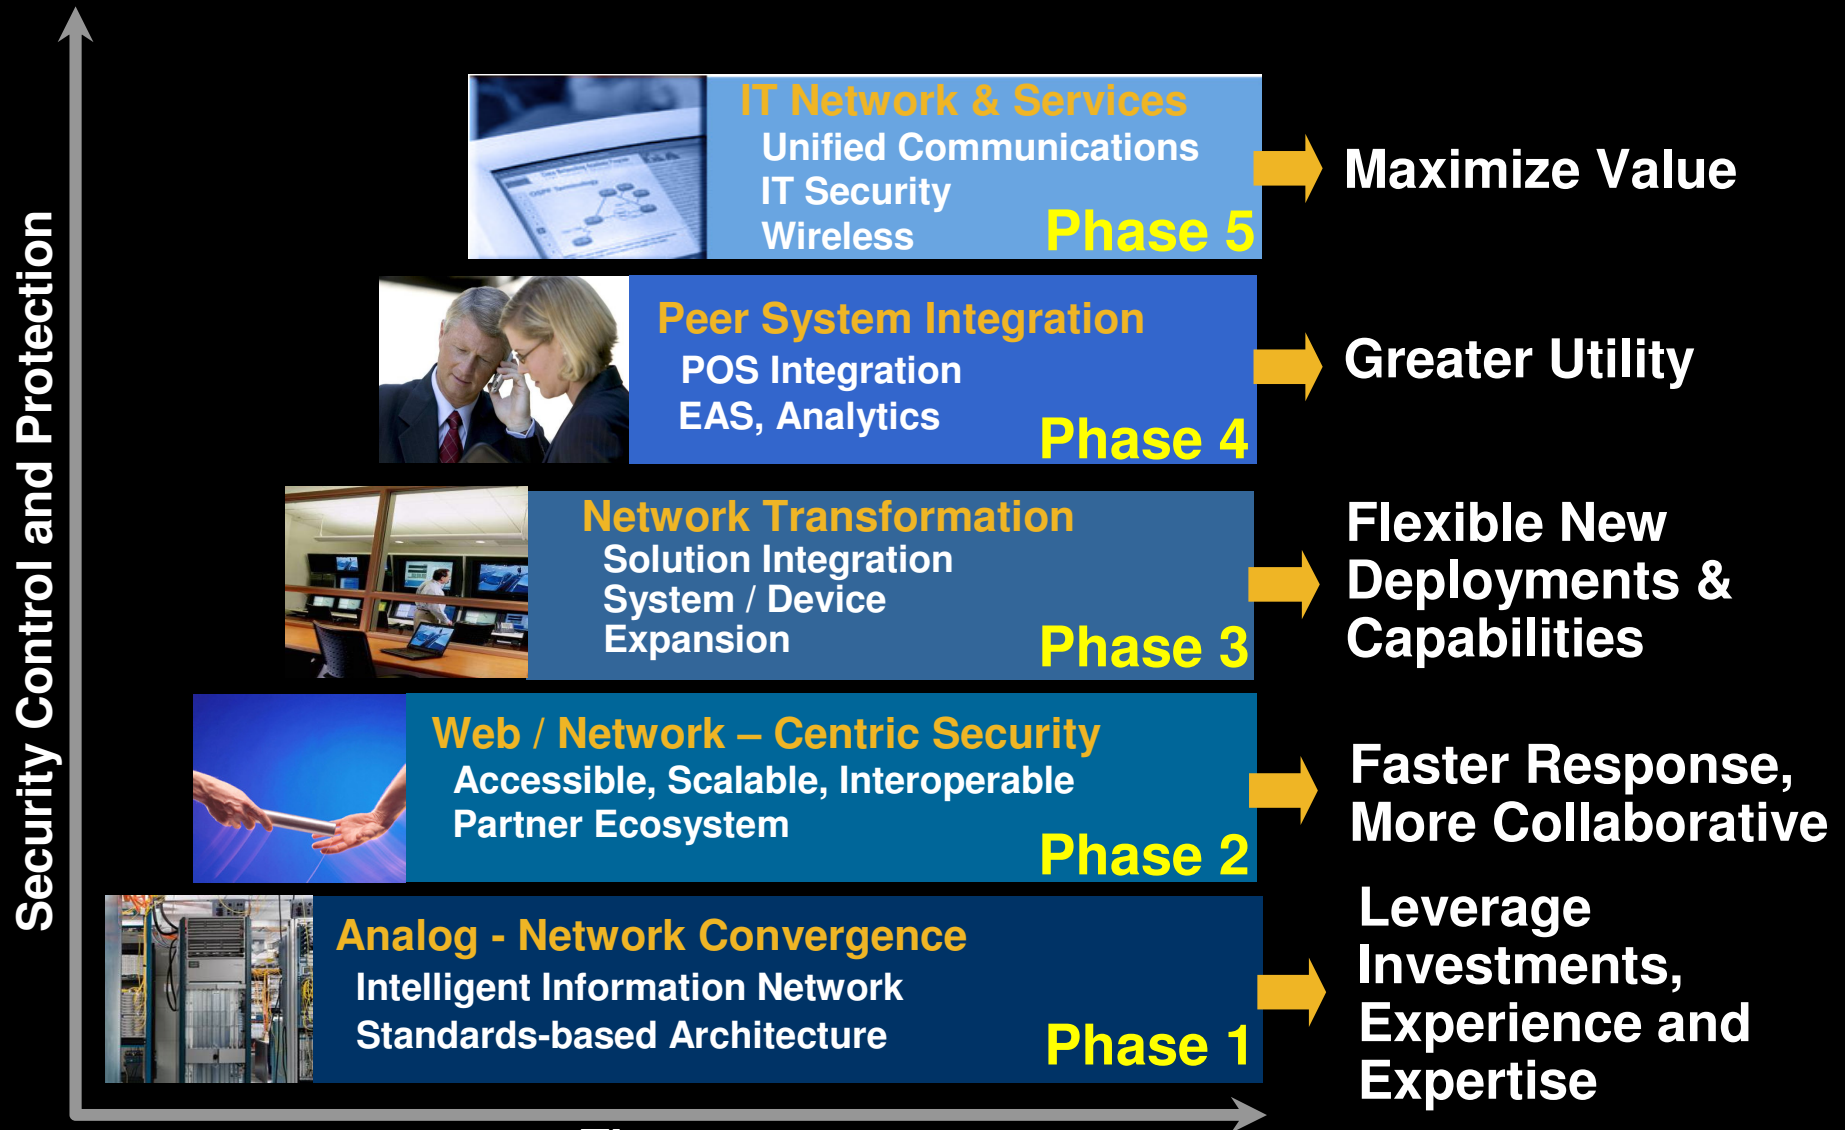 IT Network & Services
Unified Communications
IT Security
Wireless
Phase 5
Maximize Value
Peer System Integration
POS Integration
EAS, Analytics
Phase 4
Greater Utility
Network Transformation
Solution Integration
System / Device
Expansion
Phase 3
Flexible New
Deployments &
Capabilities
Web / Network – Centric Security
Accessible, Scalable, Interoperable
Partner Ecosystem
Phase 2
Faster Response,
More Collaborative
Analog - Network Convergence
Intelligent Information Network
Standards-based Architecture
Phase 1
Leverage
Investments,
Experience and
Expertise
Security Control and Protection
OSPF Terminology